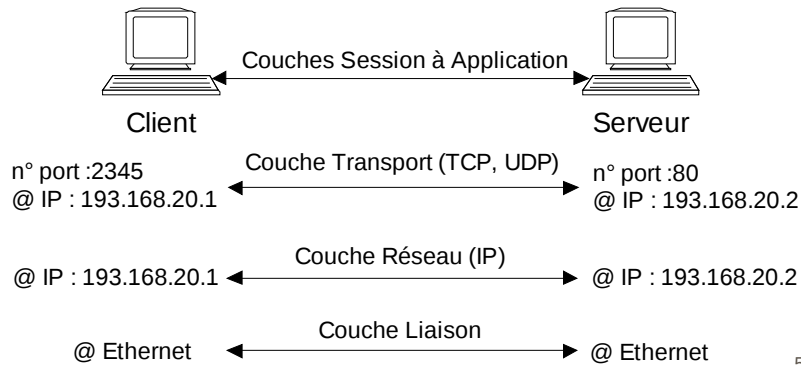 Couches Session à Application
Client
Serveur
n° port :2345
@ IP : 193.168.20.1
Couche Transport (TCP, UDP)
n° port :80
@ IP : 193.168.20.2
@ IP : 193.168.20.1
Couche Réseau (IP)
@ IP : 193.168.20.2
@ Ethernet
Couche Liaison
@ Ethernet